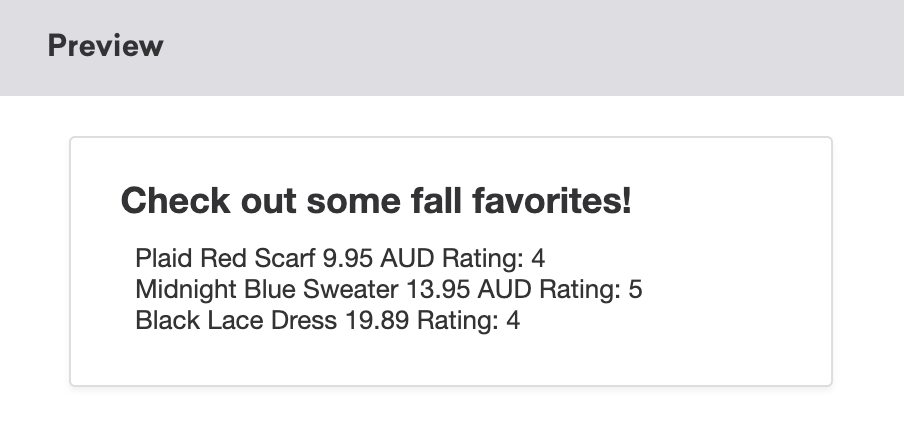 Preview
Check out some fall favorites!
Plaid Red Scarf 9.95 AUD Rating: 4
Midnight Blue Sweater 13.95 AUD Rating: 5
Black Lace Dress 19.89 Rating: 4